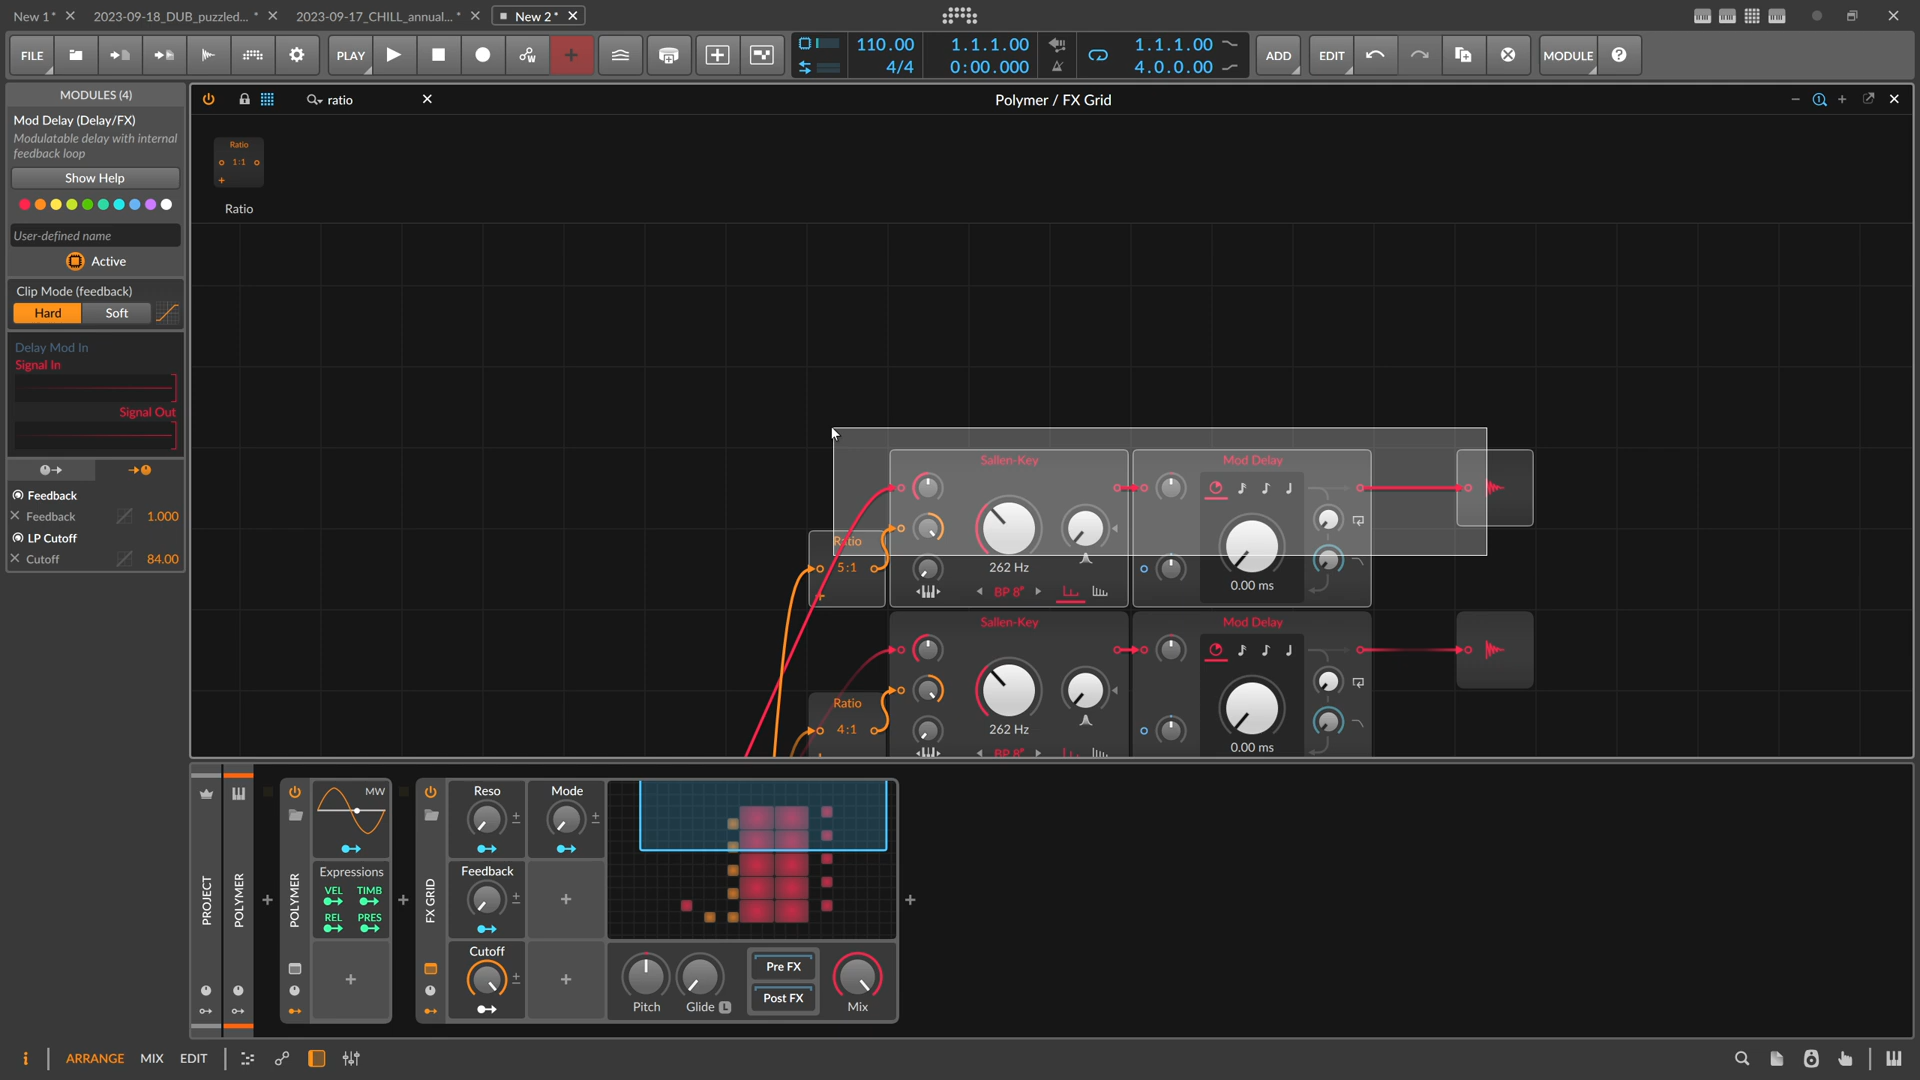 New 1*
2023-09-18_DUB_puzzled... *
2023-09-17_CHILL_annual... *
New 2*
FILE
PLAY
110.00
4/4
1.1.1.00
0:00.000
1.1.1.00
4.0.0.00
ADD
EDIT
MODULE
MODULES (4)
Mod Delay (Delay/FX)
Modulatable delay with internal
feedback loop
Show Help
User-defined name
Active
Clip Mode (feedback)
Hard
Soft
Delay Mod In
Signal In
Signal Out
Feedback
Feedback
1.000
LP Cutoff
Cutoff
84.00
ratio
Polymer / FX Grid
Ratio
1:1
Ratio
Sallen-Key
Mod Delay
Ratio
5:1
262 Hz
BP 8"
0.00 ms
Sallen-Key
Mod Delay
Ratio
4:1
262 Hz
BP 8"
0.00 ms
PROJECT
POLYMER
POLYMER
MW
Expressions
VEL
TIMB
REL
PRES
FX GRID
Reso
Mode
Feedback
Cutoff
Pitch
Glide
L
Pre FX
Post FX
Mix
ARRANGE
MIX
EDIT